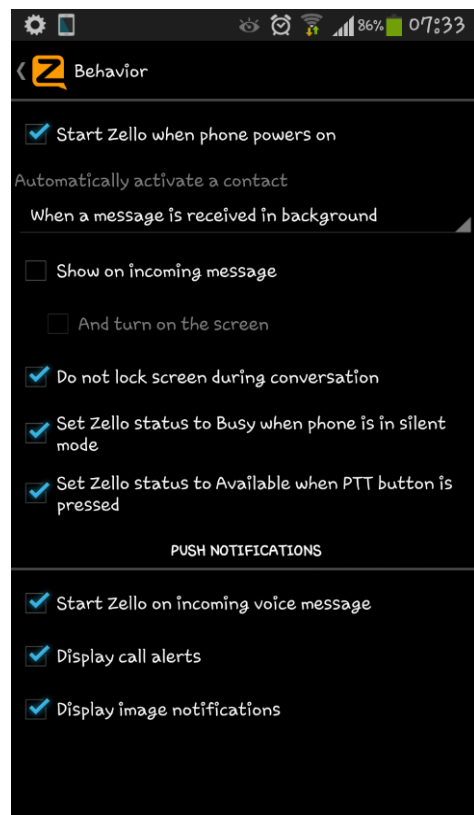 86% 07:33
Behavior
Start Zello when phone powers on
Automatically activate a contact
When a message is received in background
Show on incoming message
And turn on the screen
Do not lock screen during conversation
Set Zello status to Busy when phone is in silent
mode
Set Zello status to Available when PTT button is
pressed
PUSH NOTIFICATIONS
Start Zello on incoming voice message
Display call alerts
Display image notifications